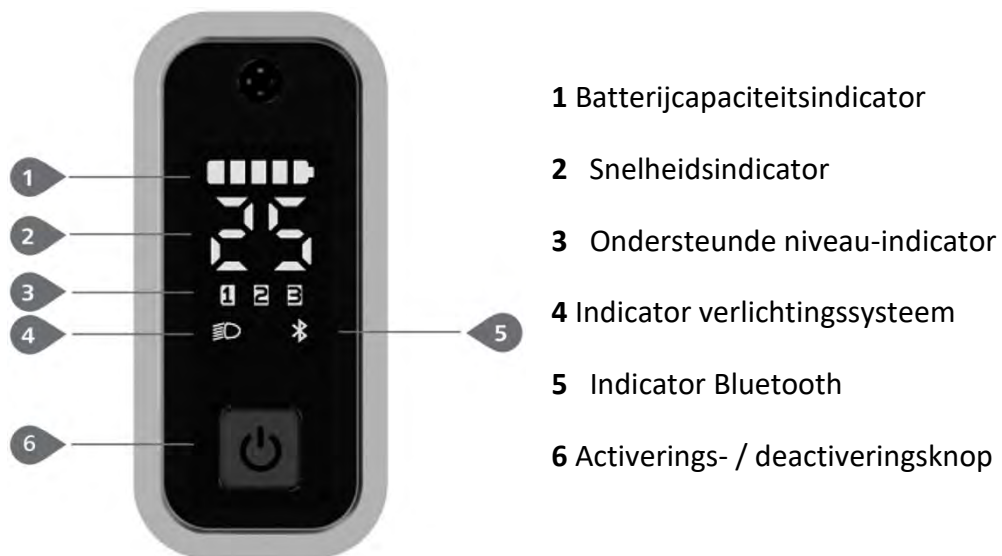 1 Batterijcapaciteitsindicator
2 Snelheidsindicator
3 Ondersteunde niveau-indicator
4 Indicator verlichtingssysteem
5 Indicator Bluetooth
6 Activerings- / deactiveringsknop
1
2
25
3
1 2 3
4
5
6